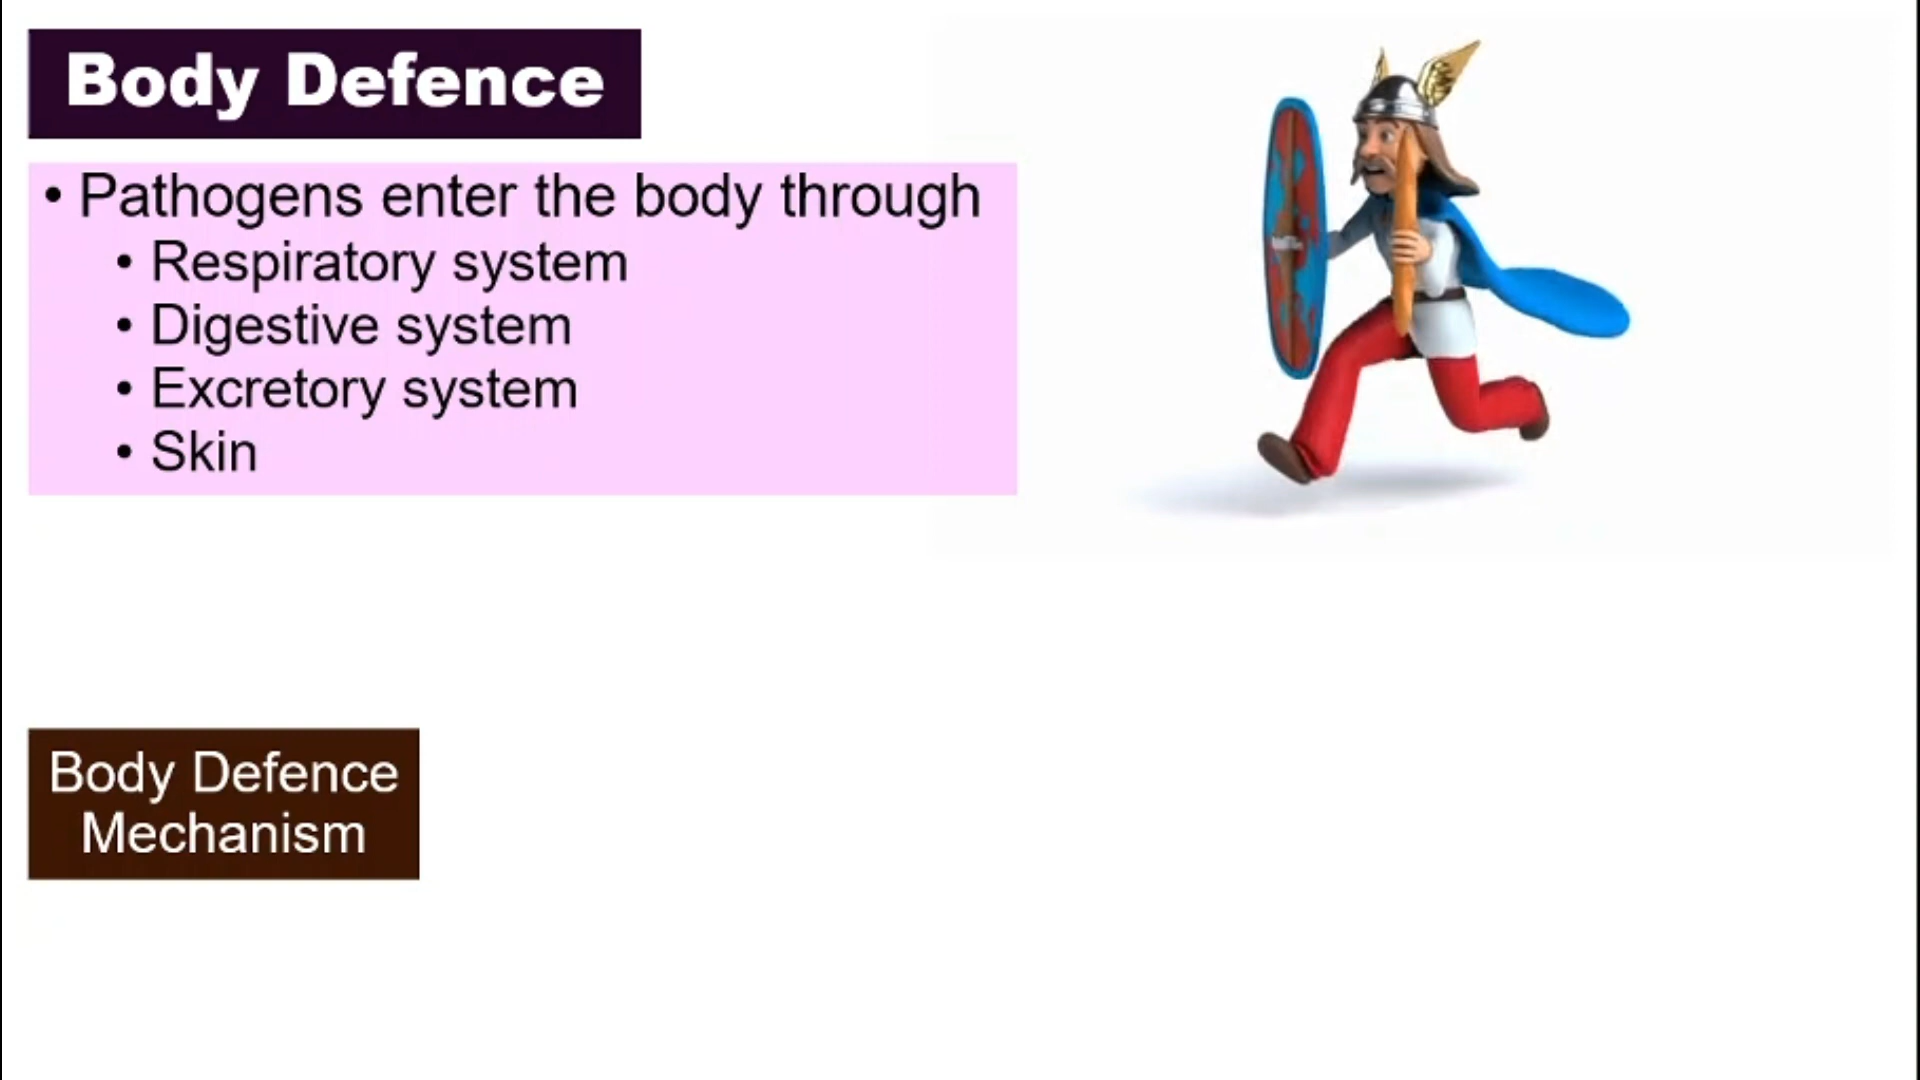 Body Defence
• Pathogens enter the body through
• Respiratory system
• Digestive system
• Excretory system
• Skin
Body Defence
Mechanism